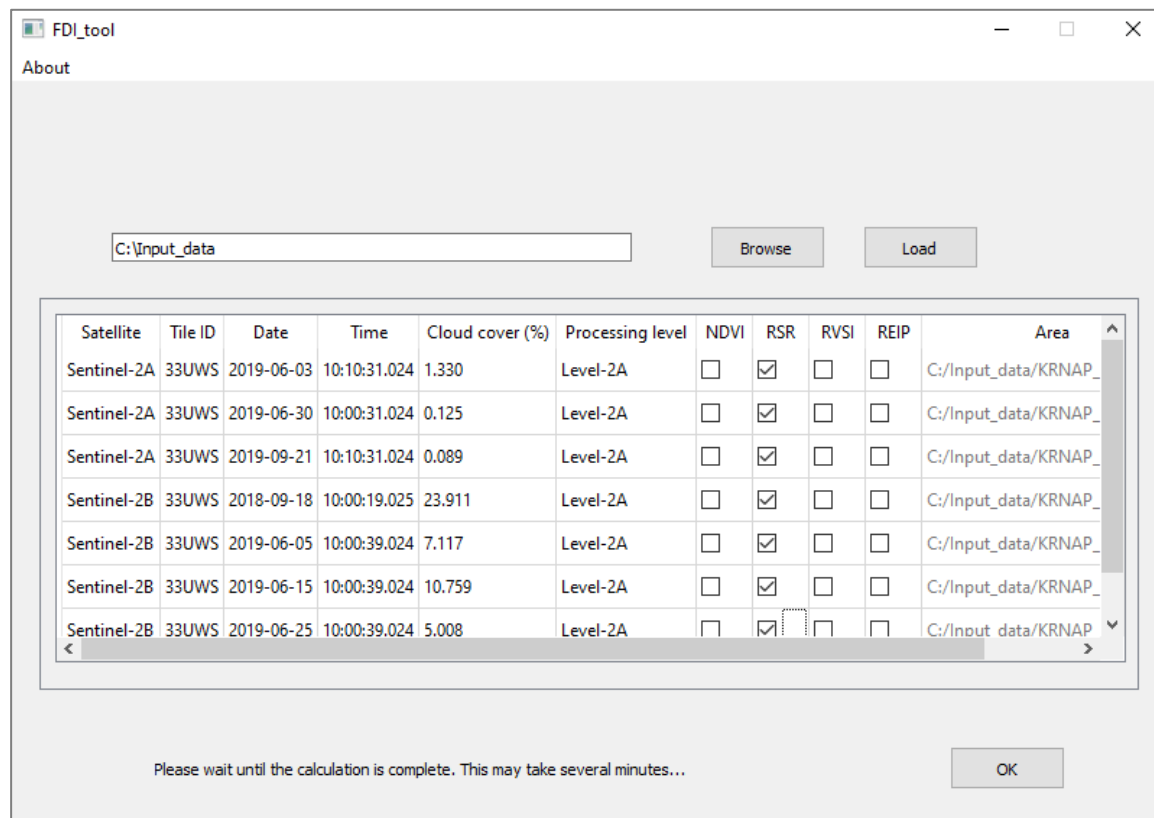 FDI_tool
About
C:\Input_data Browse Load
Satellite Tile ID Date Time Cloud cover (%) Processing level NDVI RSR RVSI REIP Area
Sentinel-2A 33UWS 2019-06-03 10:10:31.024 1.330 Level-2A C:/Input_data/KRNAP_
Sentinel-2A 33UWS 2019-06-30 10:00:31.024 0.125 Level-2A C:/Input_data/KRNAP_
Sentinel-2A 33UWS 2019-09-21 10:10:31.024 0.089 Level-2A C:/Input_data/KRNAP_
Sentinel-2B 33UWS 2018-09-18 10:00:19.025 23.911 Level-2A C:/Input_data/KRNAP_
Sentinel-2B 33UWS 2019-06-05 10:00:39.024 7.117 Level-2A C:/Input_data/KRNAP_
Sentinel-2B 33UWS 2019-06-15 10:00:39.024 10.759 Level-2A C:/Input_data/KRNAP_
Sentinel-2B 33UWS 2019-06-25 10:00:39.024 5.008 Level-2A C:/Input_data/KRNAP
Please wait until the calculation is complete. This may take several minutes... OK